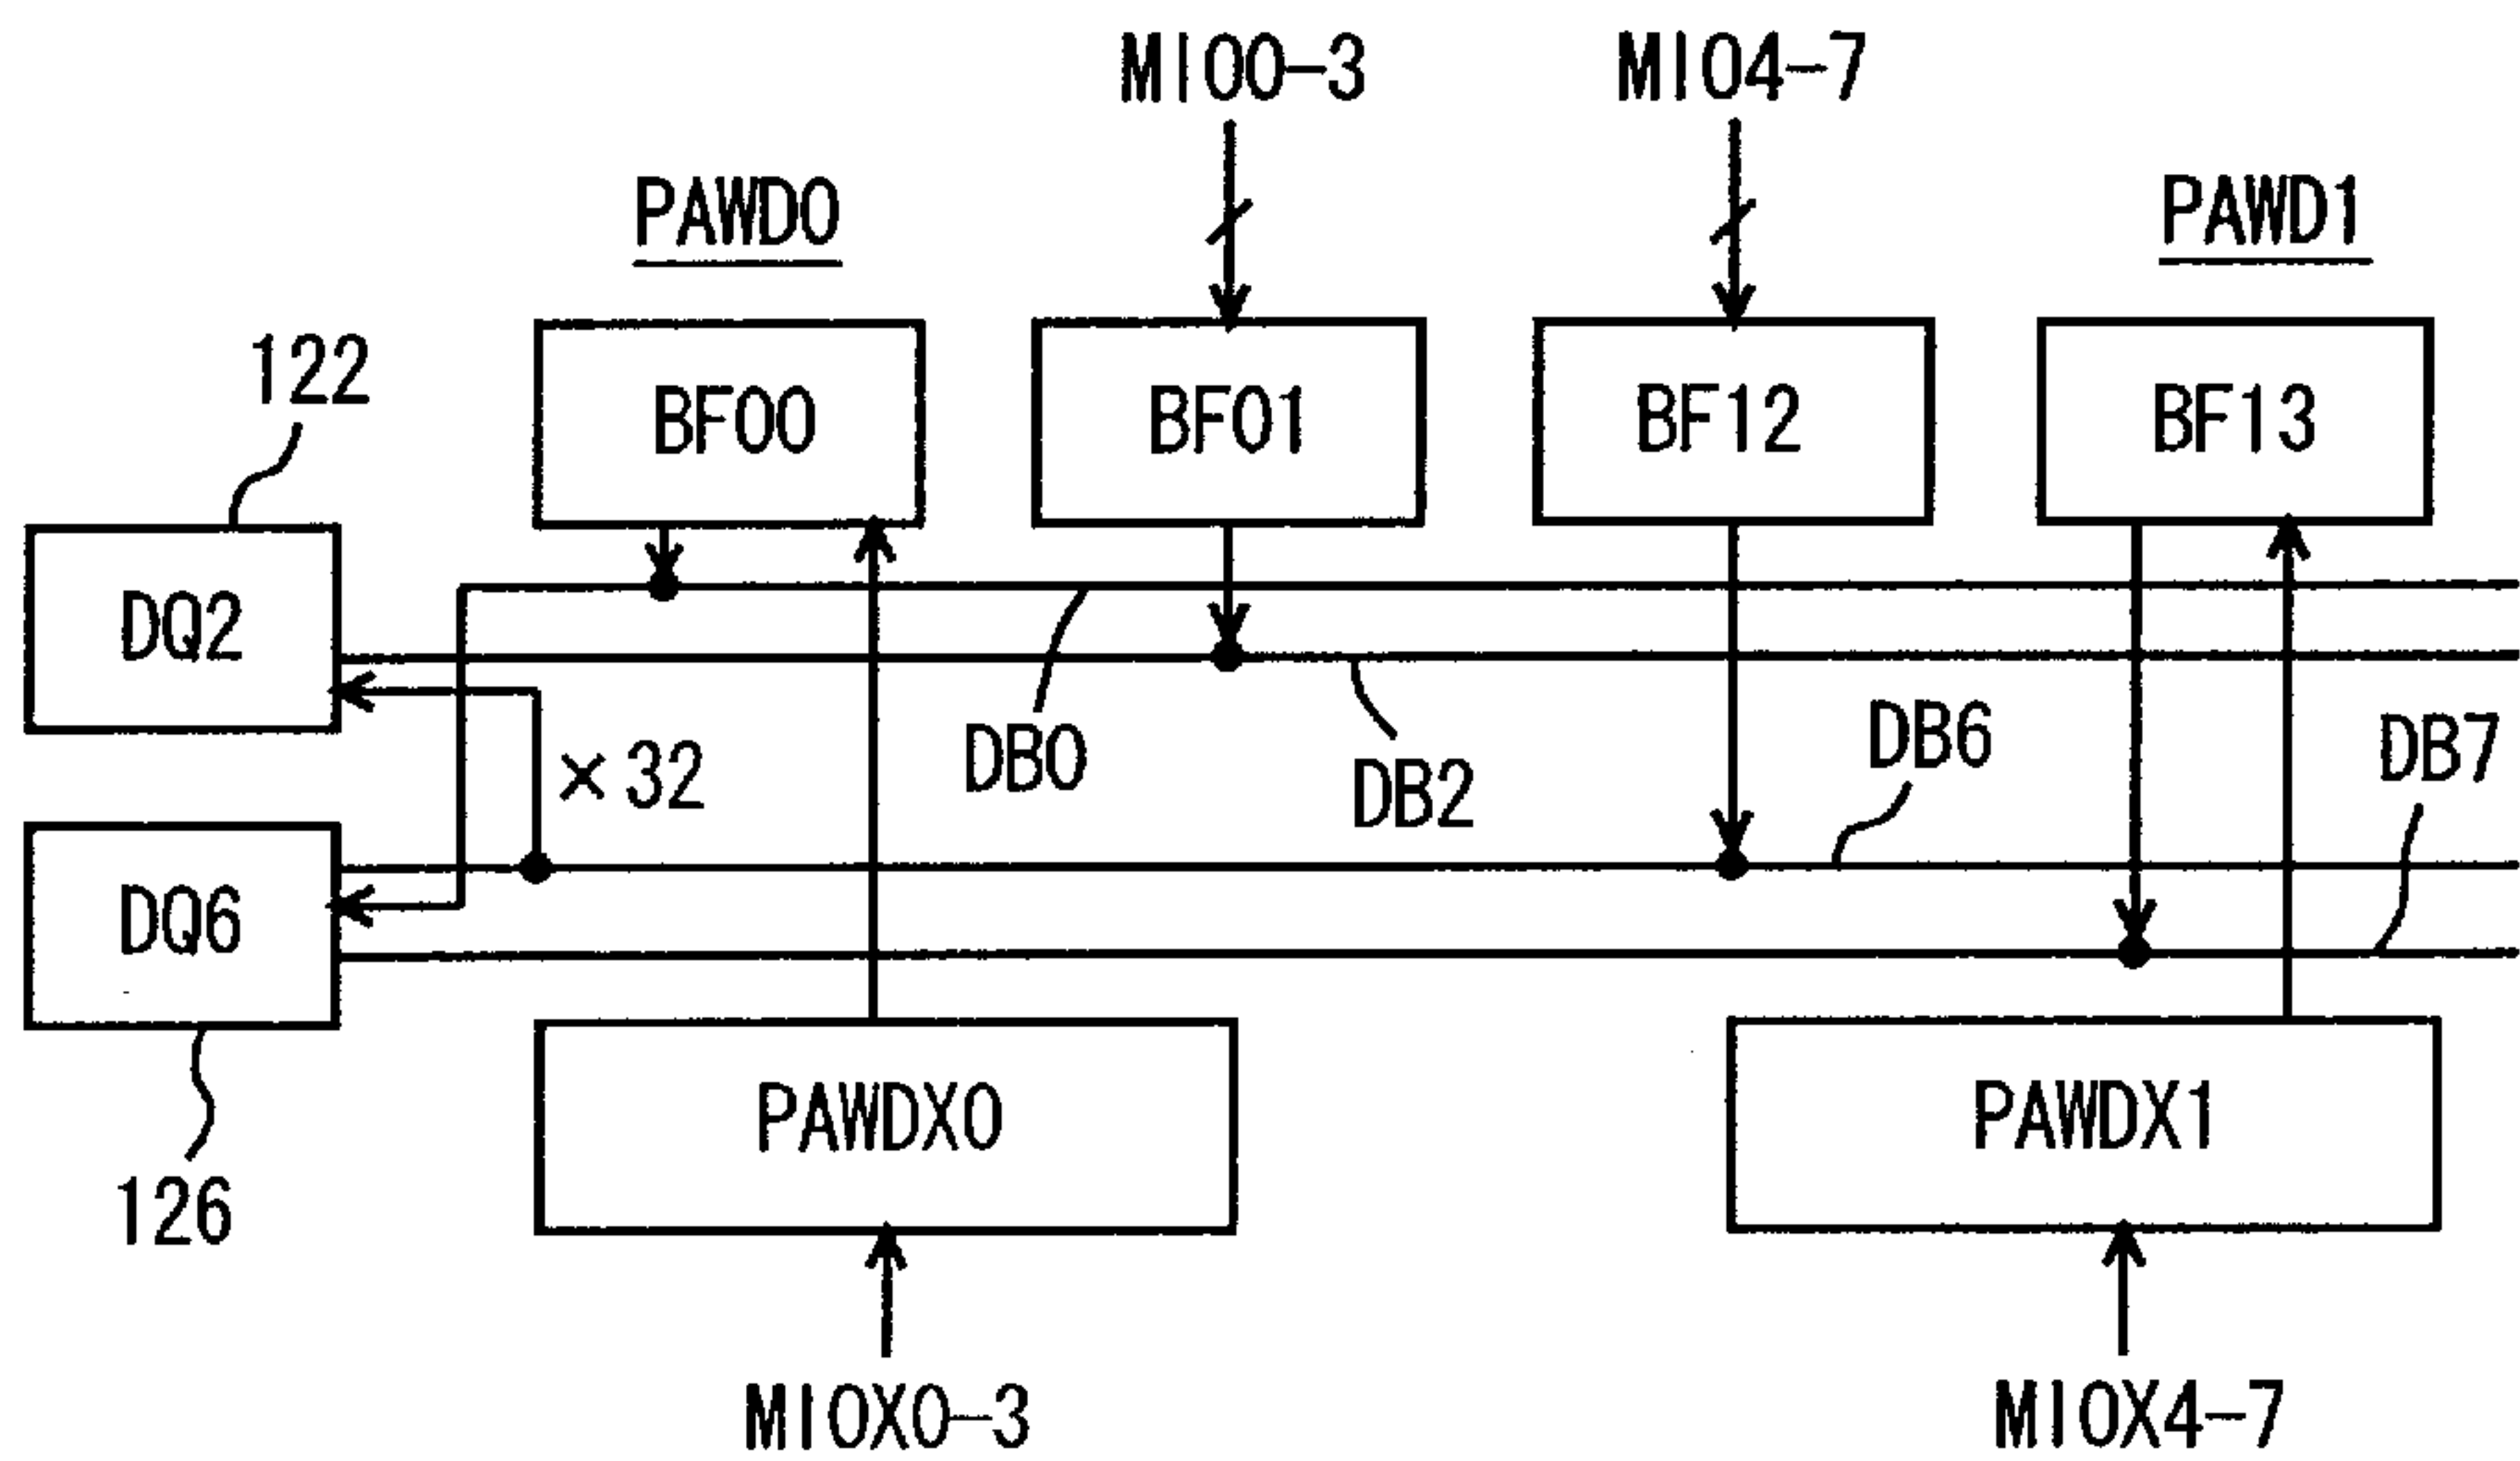 MIO0-3
MIO4-7
PAWD0
PAWD1
122
BF00
BF01
BF12
BF13
DQ2
DB0
DB2
DB6
DB7
×32
DQ6
126
PAWDX0
PAWDX1
MIOX0-3
MIOX4-7